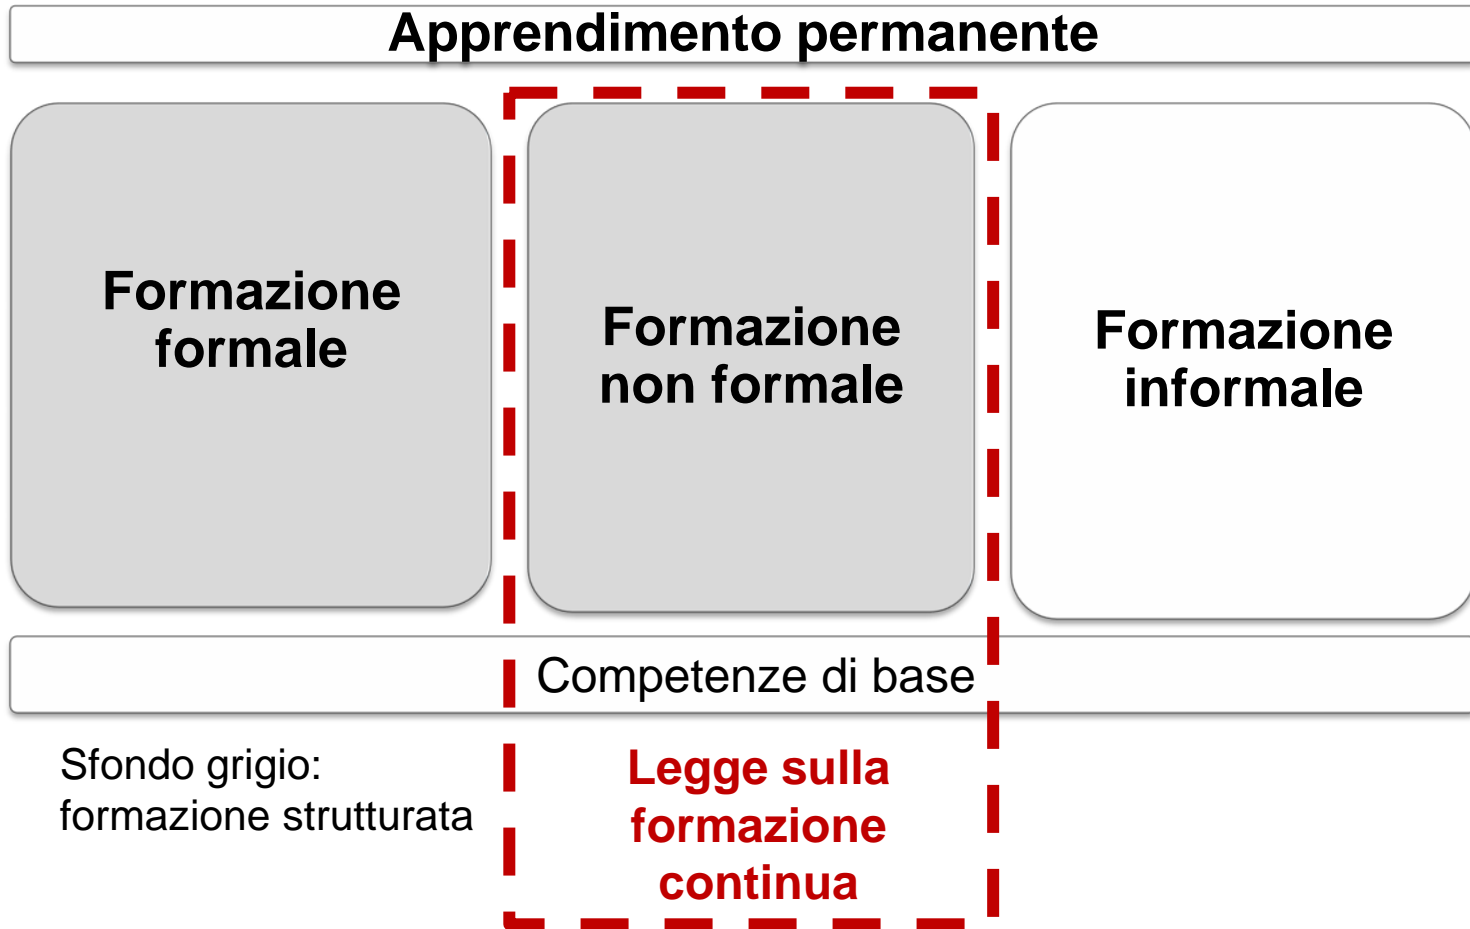 Apprendimento permanente
Formazione
formale
Formazione
non formale
Formazione
informale
Competenze di base
Sfondo grigio:
formazione strutturata
Legge sulla
formazione
continua